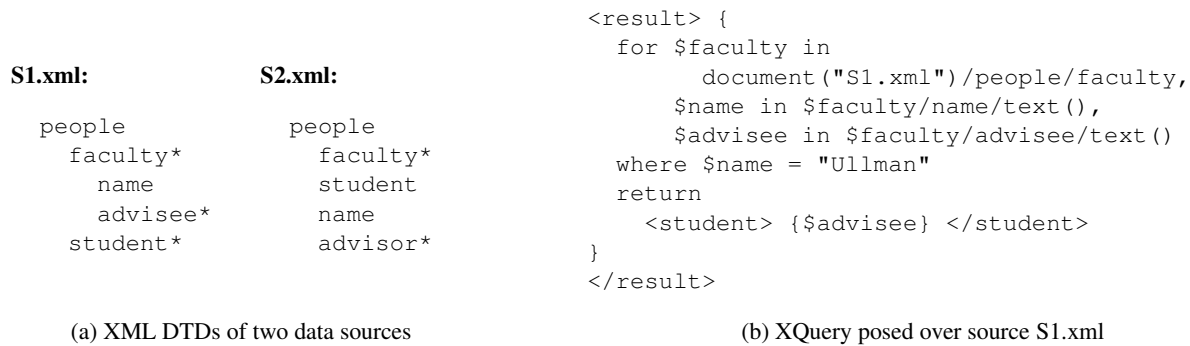 S1.xml:
people
faculty*
name
advisee*
student*
S2.xml:
people
faculty*
student
name
advisor*
(a) XML DTDs of two data sources
<result> {
for $faculty in
document("S1.xml")/people/faculty,
$name in $faculty/name/text(),
$advisee in $faculty/advisee/text()
where $name = "Ullman"
return
<student> {$advisee} </student>
}
</result>
(b) XQuery posed over source S1.xml